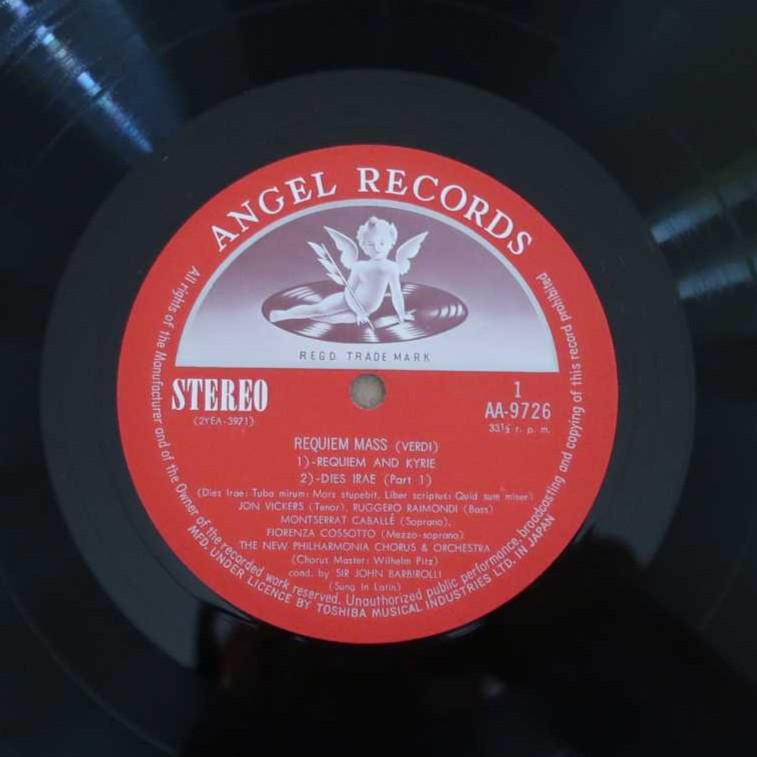 ANGEL RECORDS
REGD. TRADE MARK
STEREO
(2YEA-3971)
1
AA-9726
33⅓ r. p. m.
REQUIEM MASS (VERDI)
1)-REQUIEM AND KYRIE
2)-DIES IRAE (Part 1)
(Dies Irae: Tuba mirum: Mors stupebit, Liber scriptus: Quid sum miser)
JON VICKERS (Tenor), RUGGERO RAIMONDI (Bass)
MONTSERRAT CABALLÉ (Soprano),
FIORENZA COSSOTTO (Mezzo-soprano)
THE NEW PHILHARMONIA CHORUS & ORCHESTRA
(Chorus Master: Wilhelm Pitz)
cond. by SIR JOHN BARBIROLLI
(Sung in Latin)
All rights of the Manufacturer and of the Owner of the recorded work reserved. Unauthorized public performance, broadcasting and copying of this record prohibited
MFD. UNDER LICENCE BY TOSHIBA MUSICAL INDUSTRIES LTD. IN JAPAN